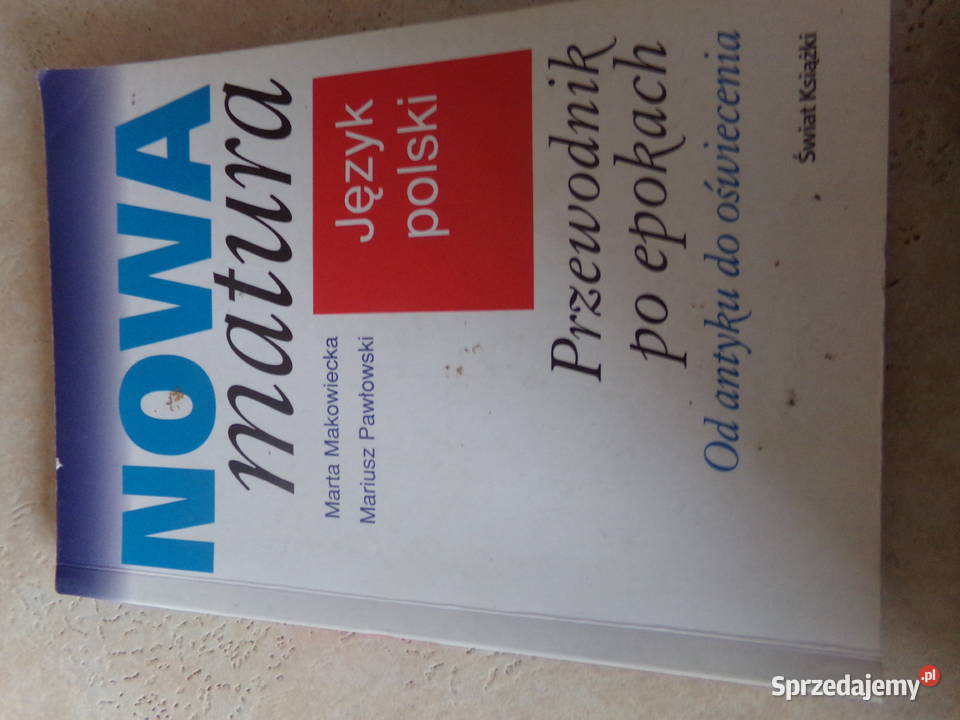 NOWA
matura
Marta Makowiecka
Mariusz Pawłowski
Język
polski
Przewodnik
po epokach
Od antyku do oświecenia
Świat Książki
Sprzedajemy.pl